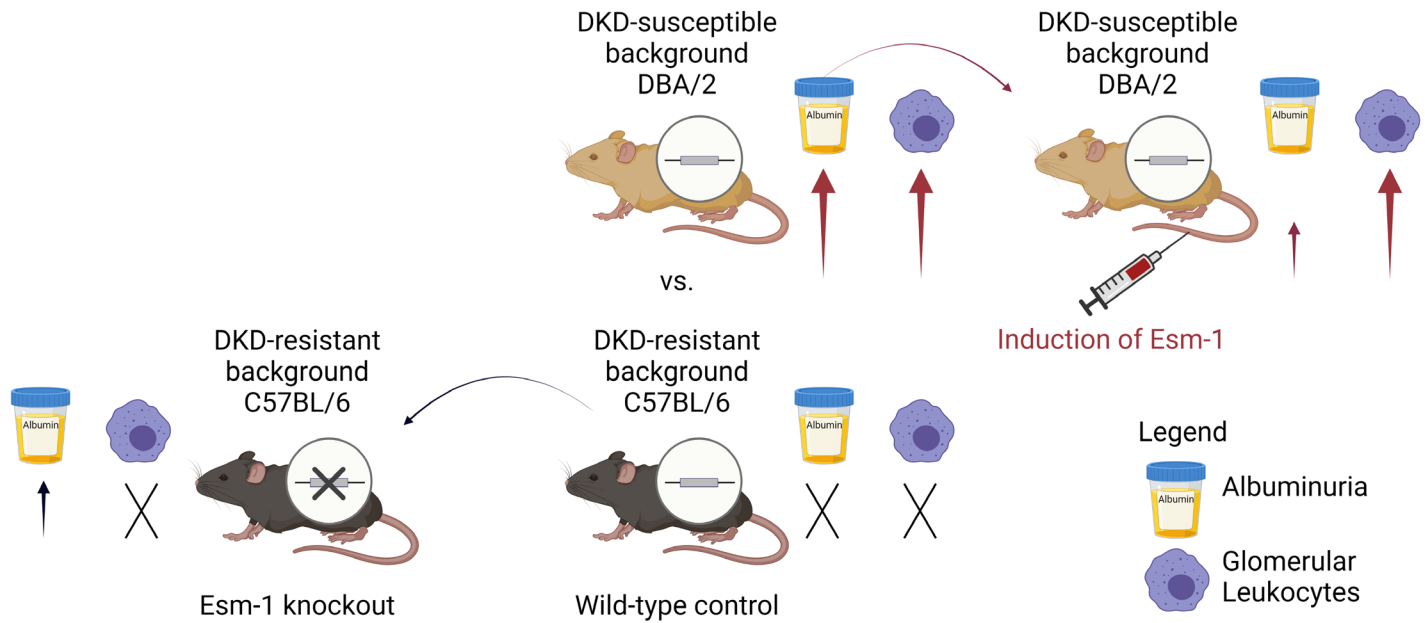 DKD-susceptible
background
DBA/2
Albumin
DKD-susceptible
background
DBA/2
Albumin
vs.
Induction of Esm-1
DKD-resistant
background
C57BL/6
Albumin
Esm-1 knockout
DKD-resistant
background
C57BL/6
Albumin
Wild-type control
Legend
Albumin
Albuminuria
Glomerular
Leukocytes